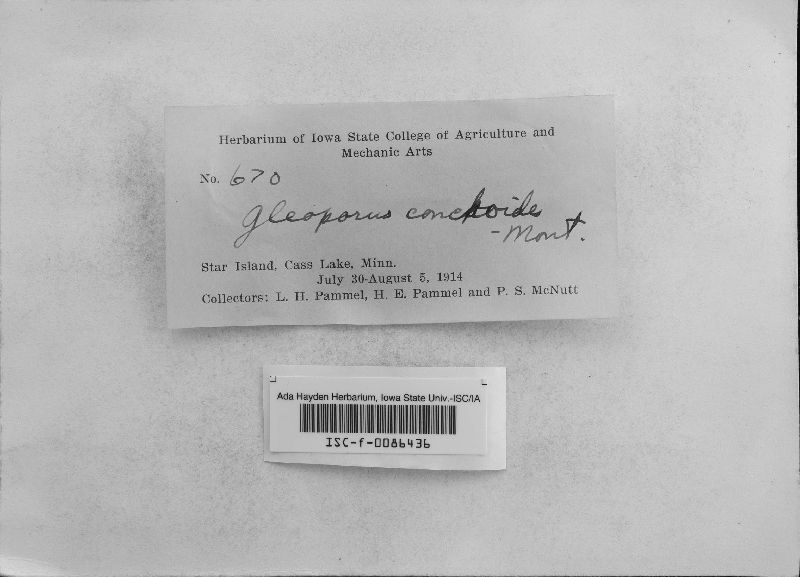 Herbarium of Iowa State College of Agriculture and
Mechanic Arts
No. 670
Gleoporus conchoides
- Mont.
Star Island, Cass Lake, Minn.
July 30-August 5, 1914
Collectors: L. H. Pammel, H. E. Pammel and P. S. McNutt
Ada Hayden Herbarium, Iowa State Univ.-ISC/IA
ISC-f-0086436